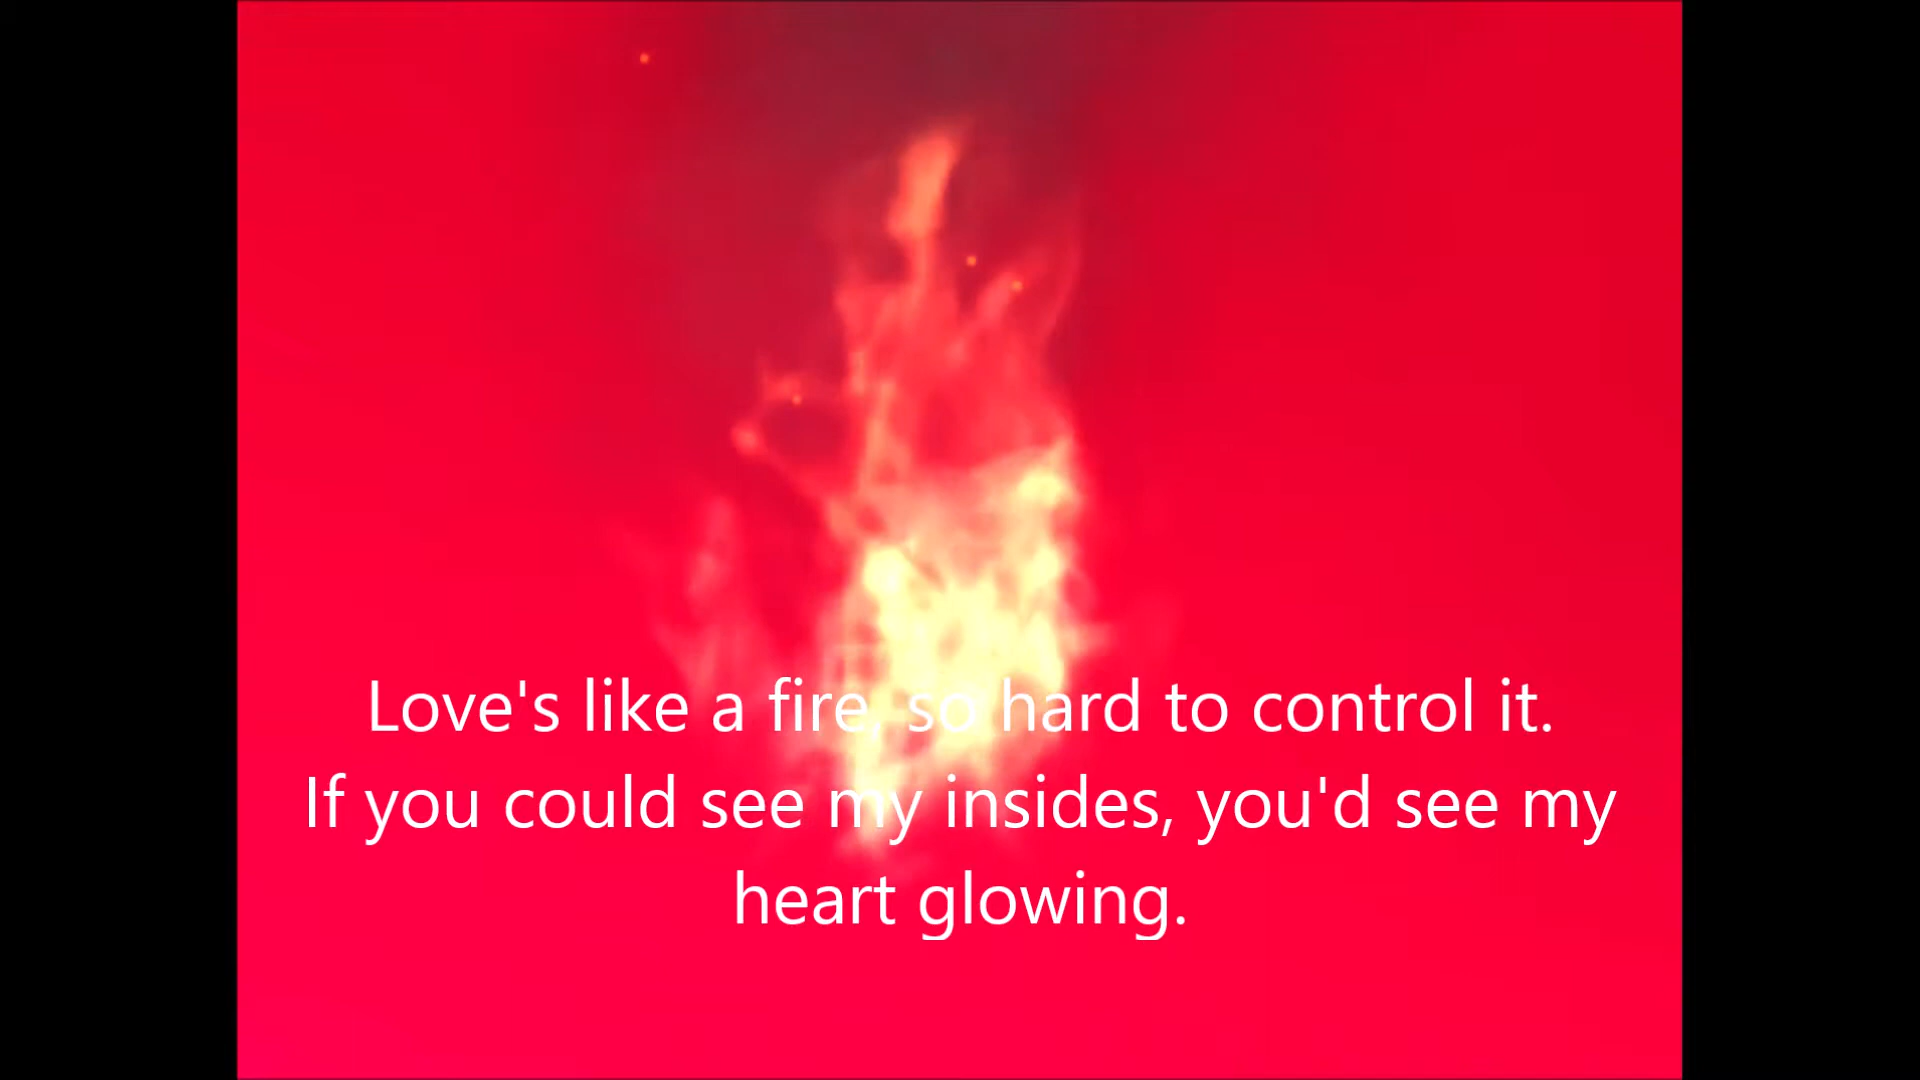 Love's like a fire, so hard to control it.
If you could see my insides, you'd see my
heart glowing.